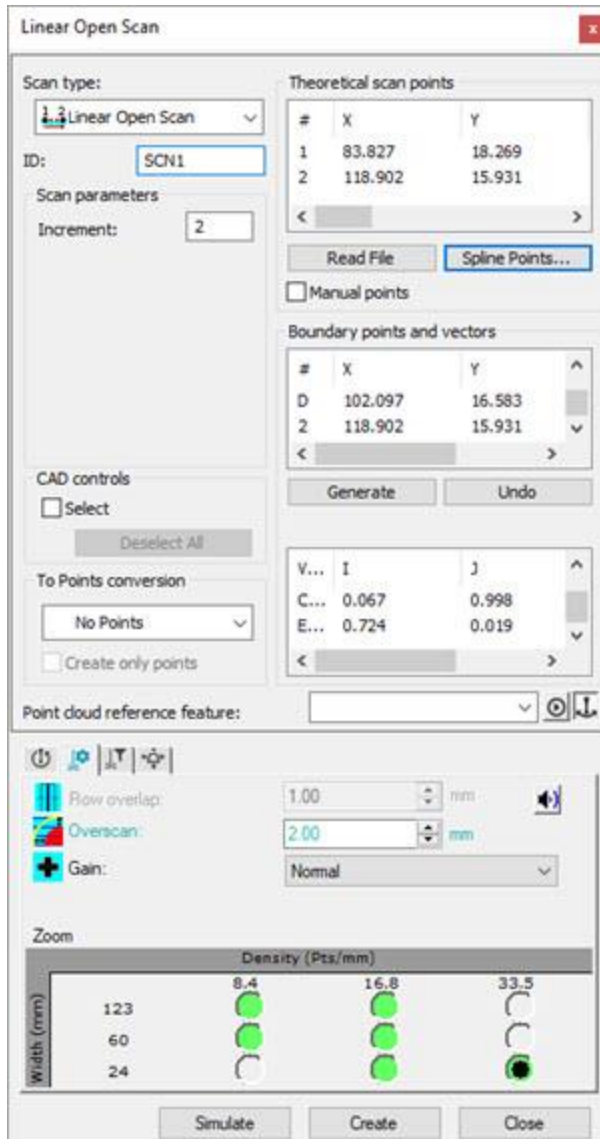 Linear Open Scan
x
Scan type:
1.2 Linear Open Scan
ID: SCN1
Scan parameters
Increment: 2
CAD controls
Select
Deselect All
To Points conversion
No Points
Create only points
Theoretical scan points
# X Y
1 83.827 18.269
2 118.902 15.931
Read File Spline Points...
Manual points
Boundary points and vectors
# X Y
D 102.097 16.583
2 118.902 15.931
Generate Undo
V... I J
C... 0.067 0.998
E... 0.724 0.019
Point cloud reference feature:
Row overlap: 1.00 mm
Overscan: 2.00 mm
Gain: Normal
Zoom
Density (Pts/mm)
8.4 16.8 33.5
Width (mm)
123
60
24
Simulate Create Close